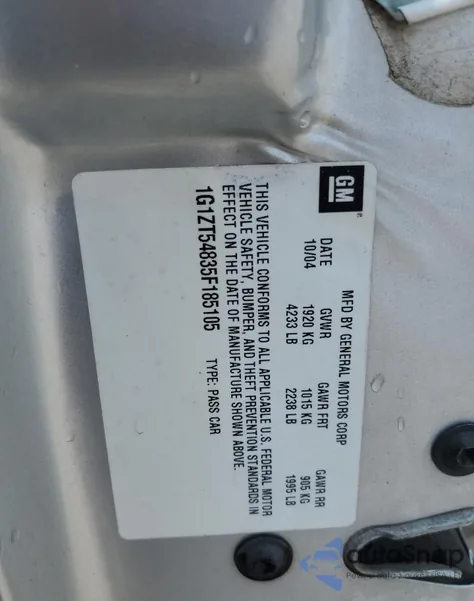 GM
MFD BY GENERAL MOTORS CORP
DATE GVWR GAWR FRT GAWR RR
10/04 1920 KG 1015 KG 905 KG
4233 LB 2238 LB 1995 LB
THIS VEHICLE CONFORMS TO ALL APPLICABLE U.S. FEDERAL MOTOR
VEHICLE SAFETY, BUMPER, AND THEFT PREVENTION STANDARDS IN
EFFECT ON THE DATE OF MANUFACTURE SHOWN ABOVE.
1G1ZT54835F185105 TYPE: PASS CAR
autoSnap